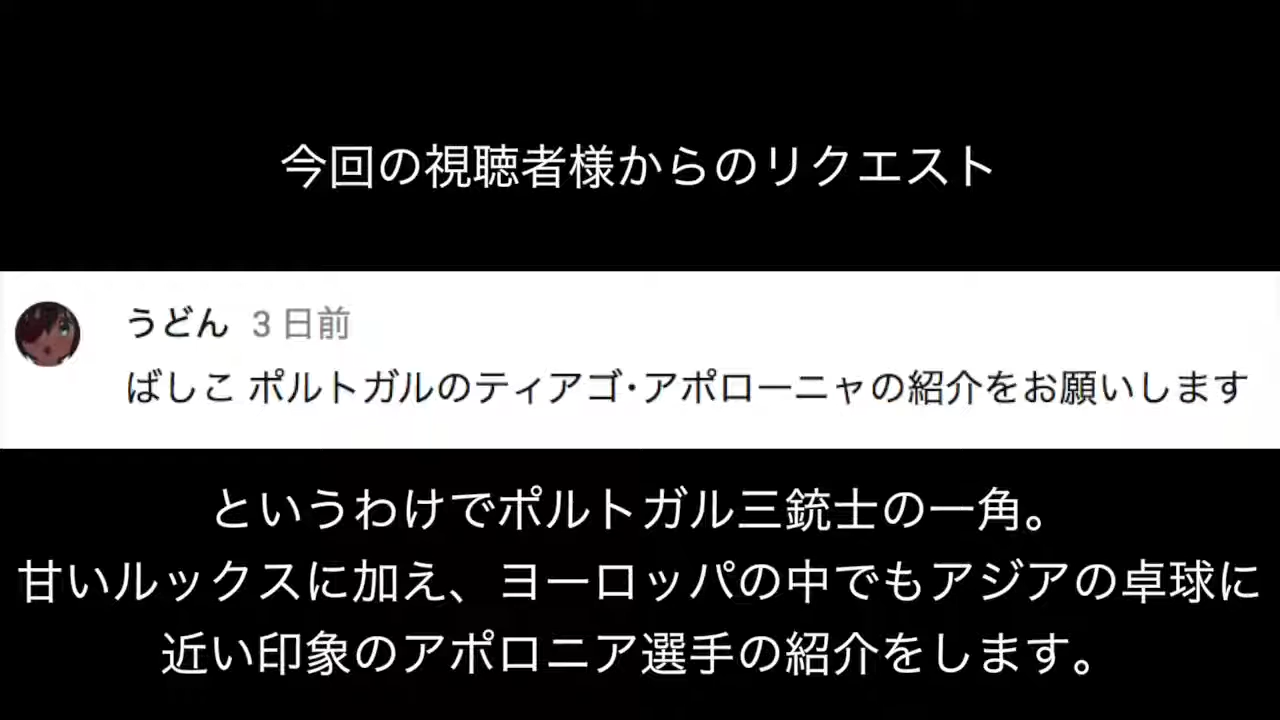 今回の視聴者様からのリクエスト
うどん 3 日前
ばしこ ポルトガルのティアゴ･アポローニャの紹介をお願いします
というわけでポルトガル三銃士の一角。
甘いルックスに加え、ヨーロッパの中でもアジアの卓球に
近い印象のアポロニア選手の紹介をします。